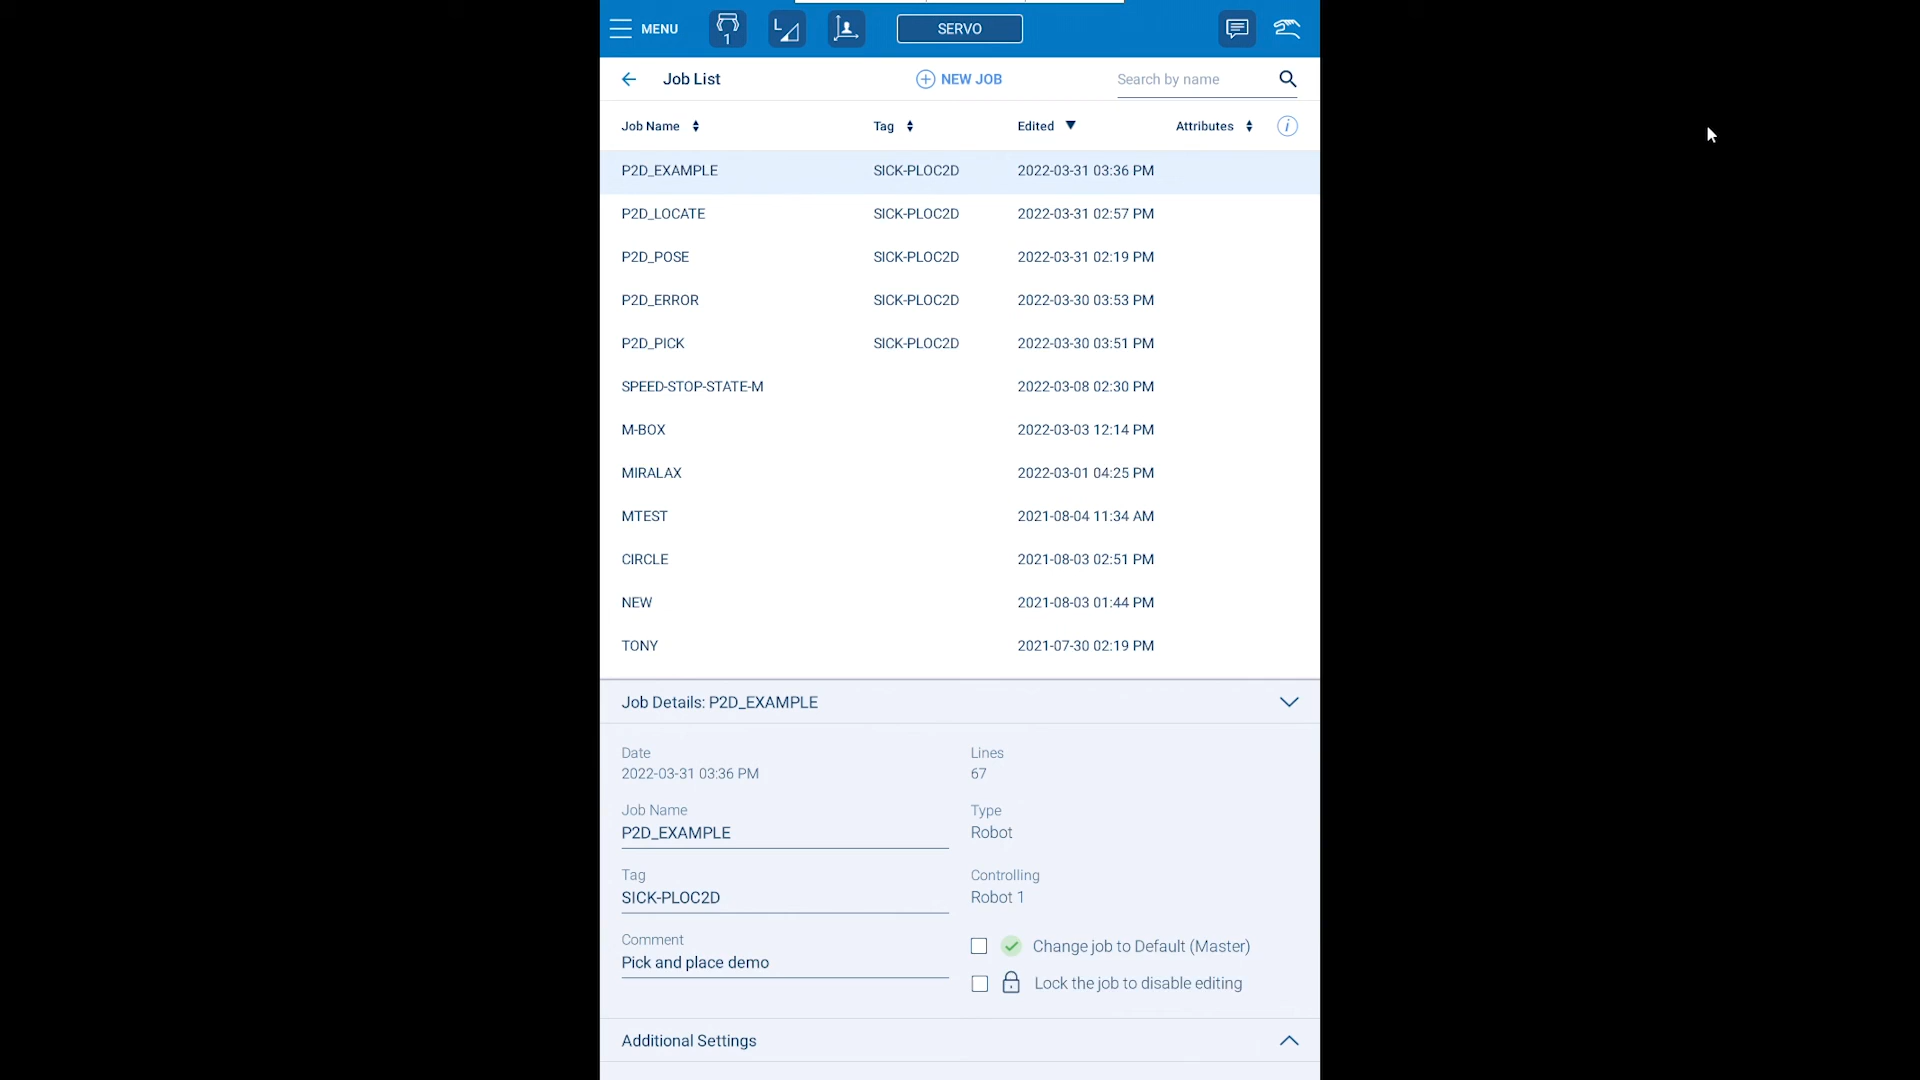 MENU 1 L SERVO
Job List NEW JOB Search by name
Job Name Tag Edited Attributes i
P2D_EXAMPLE SICK-PLOC2D 2022-03-31 03:36 PM
P2D_LOCATE SICK-PLOC2D 2022-03-31 02:57 PM
P2D_POSE SICK-PLOC2D 2022-03-31 02:19 PM
P2D_ERROR SICK-PLOC2D 2022-03-30 03:53 PM
P2D_PICK SICK-PLOC2D 2022-03-30 03:51 PM
SPEED-STOP-STATE-M 2022-03-08 02:30 PM
M-BOX 2022-03-03 12:14 PM
MIRALAX 2022-03-01 04:25 PM
MTEST 2021-08-04 11:34 AM
CIRCLE 2021-08-03 02:51 PM
NEW 2021-08-03 01:44 PM
TONY 2021-07-30 02:19 PM
Job Details: P2D_EXAMPLE
Date Lines
2022-03-31 03:36 PM 67
Job Name Type
P2D_EXAMPLE Robot
Tag Controlling
SICK-PLOC2D Robot 1
Comment Change job to Default (Master)
Pick and place demo Lock the job to disable editing
Additional Settings